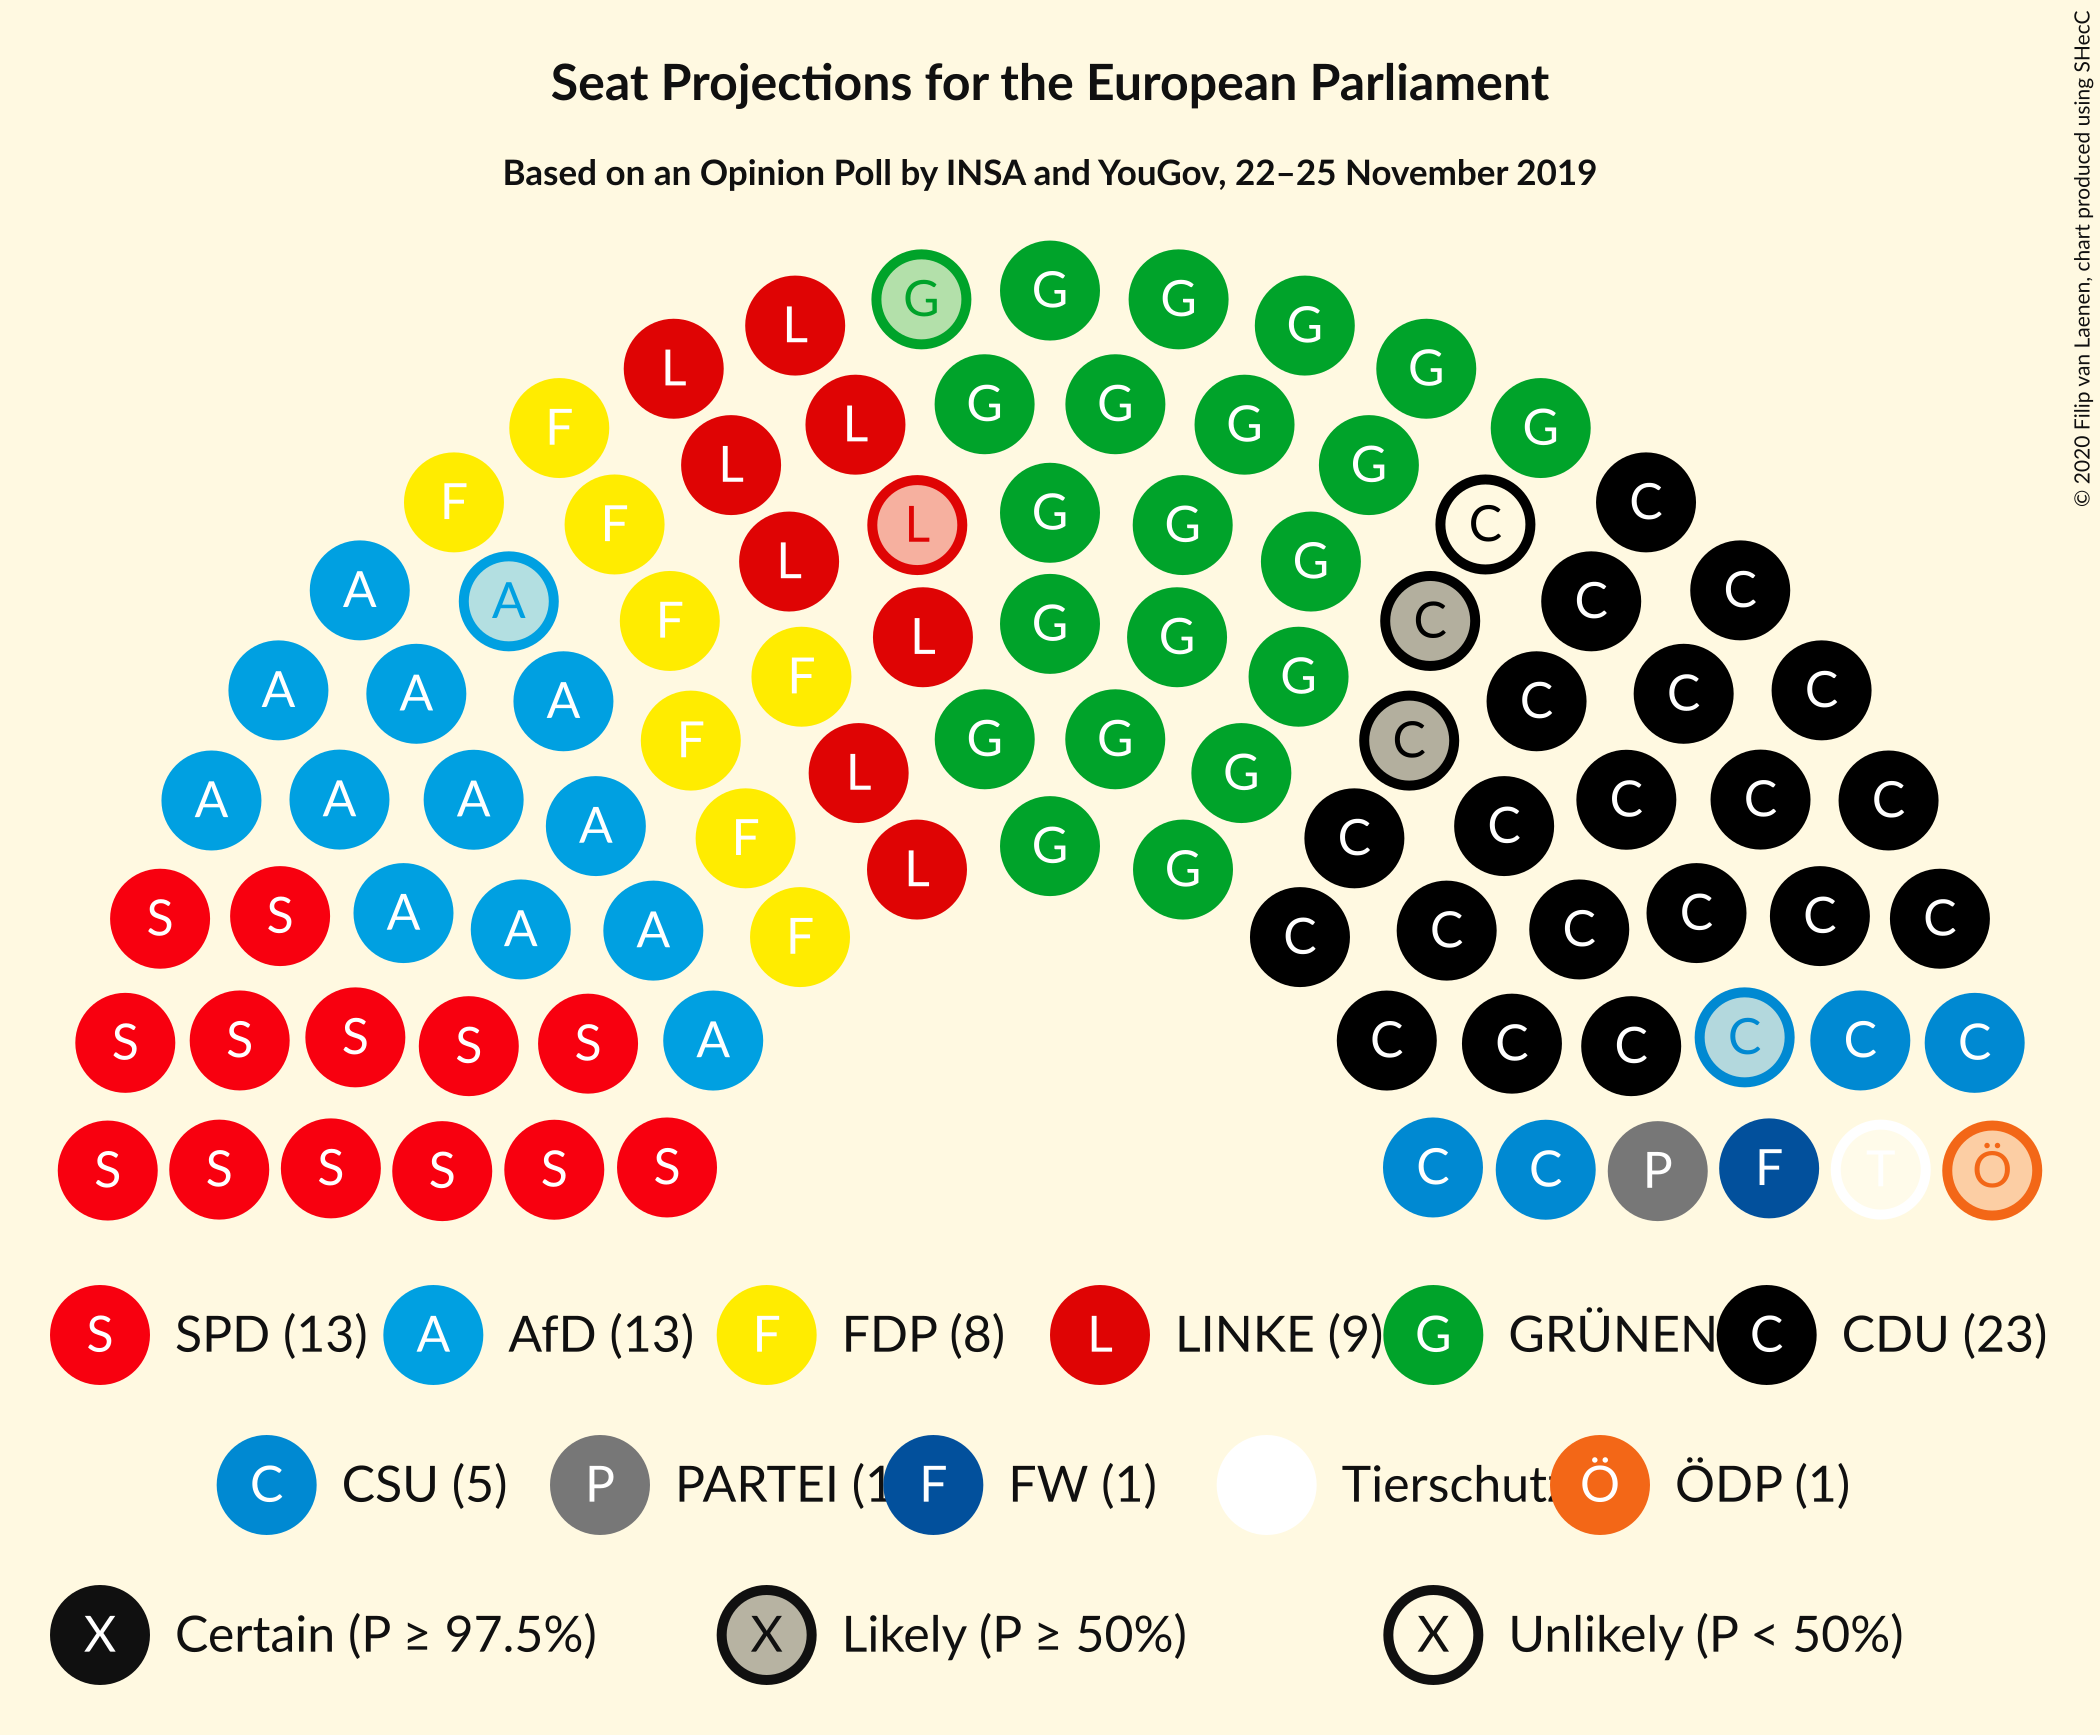 Seat Projections for the European Parliament
Based on an Opinion Poll by INSA and YouGov, 22–25 November 2019
© 2020 Filip van Laenen, chart produced using SHecC
G G G G
L G
L G G G G
F L G G
F L G G C C
F L G G G C
A A F L G G G C C C
A A A F F G C C C C
A A A A F L G G G C C C C C C
S S A A A F L G G C C C C C C
S S S S S A C C C C C C
S S S S S S C C P F T Ö
S SPD (13) A AfD (13) F FDP (8) L LINKE (9) G GRÜNEN C CDU (23)
C CSU (5) P PARTEI (1 F FW (1) Tierschutz Ö ÖDP (1)
X Certain (P ≥ 97.5%) X Likely (P ≥ 50%) X Unlikely (P < 50%)